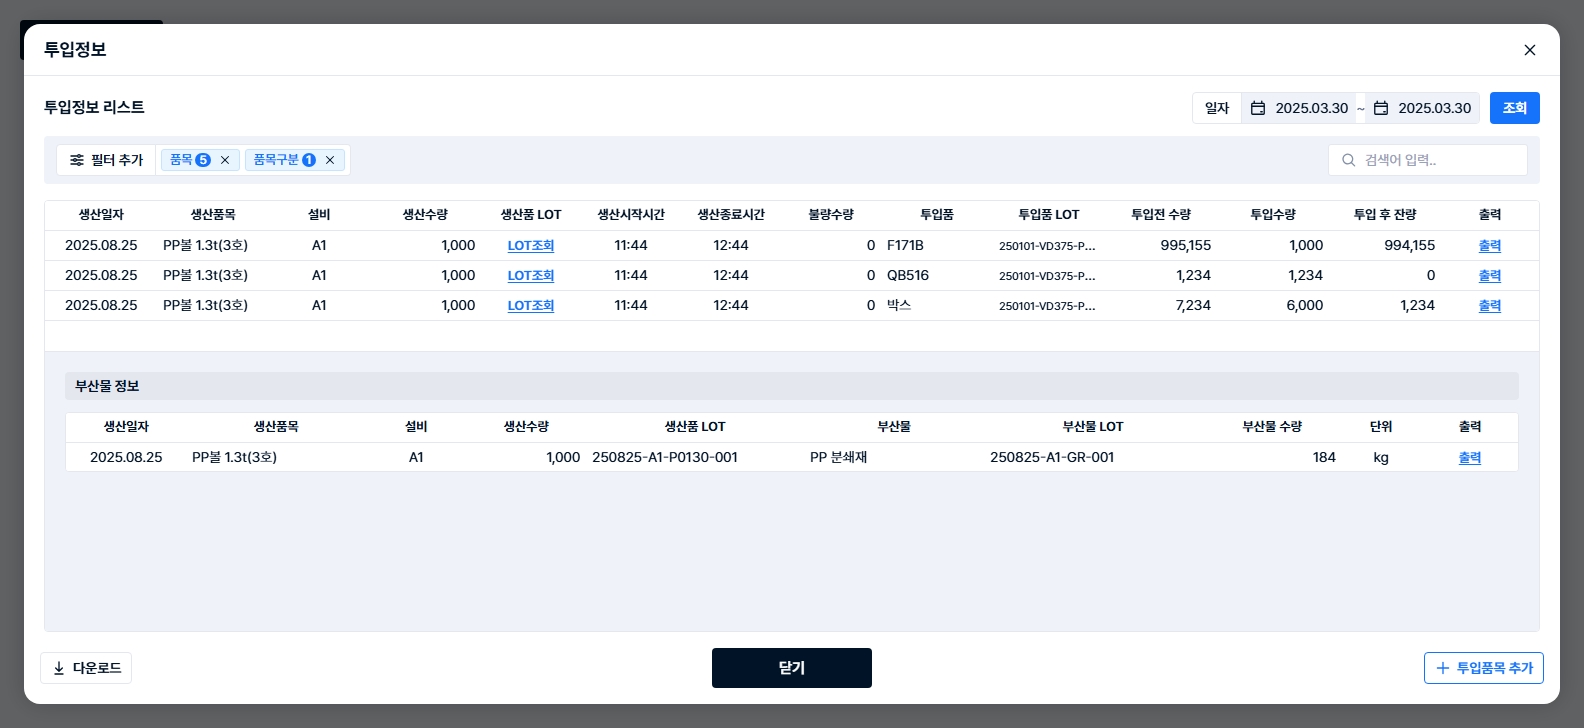 투입정보
투입정보 리스트
일자 2025.03.30 ~ 2025.03.30 조회
필터 추가 품목 5 품목구분 1 검색어 입력..
생산일자 생산품목 설비 생산수량 생산품 LOT 생산시작시간 생산종료시간 불량수량 투입품 투입품 LOT 투입전 수량 투입수량 투입 후 잔량 출력
2025.08.25 PP볼 1.3t(3호) A1 1,000 LOT조회 11:44 12:44 0 F171B 250101-VD375-P... 995,155 1,000 994,155 출력
2025.08.25 PP볼 1.3t(3호) A1 1,000 LOT조회 11:44 12:44 0 QB516 250101-VD375-P... 1,234 1,234 0 출력
2025.08.25 PP볼 1.3t(3호) A1 1,000 LOT조회 11:44 12:44 0 박스 250101-VD375-P... 7,234 6,000 1,234 출력
부산물 정보
생산일자 생산품목 설비 생산수량 생산품 LOT 부산물 부산물 LOT 부산물 수량 단위 출력
2025.08.25 PP볼 1.3t(3호) A1 1,000 250825-A1-P0130-001 PP 분쇄재 250825-A1-GR-001 184 kg 출력
다운로드 닫기 투입품목 추가